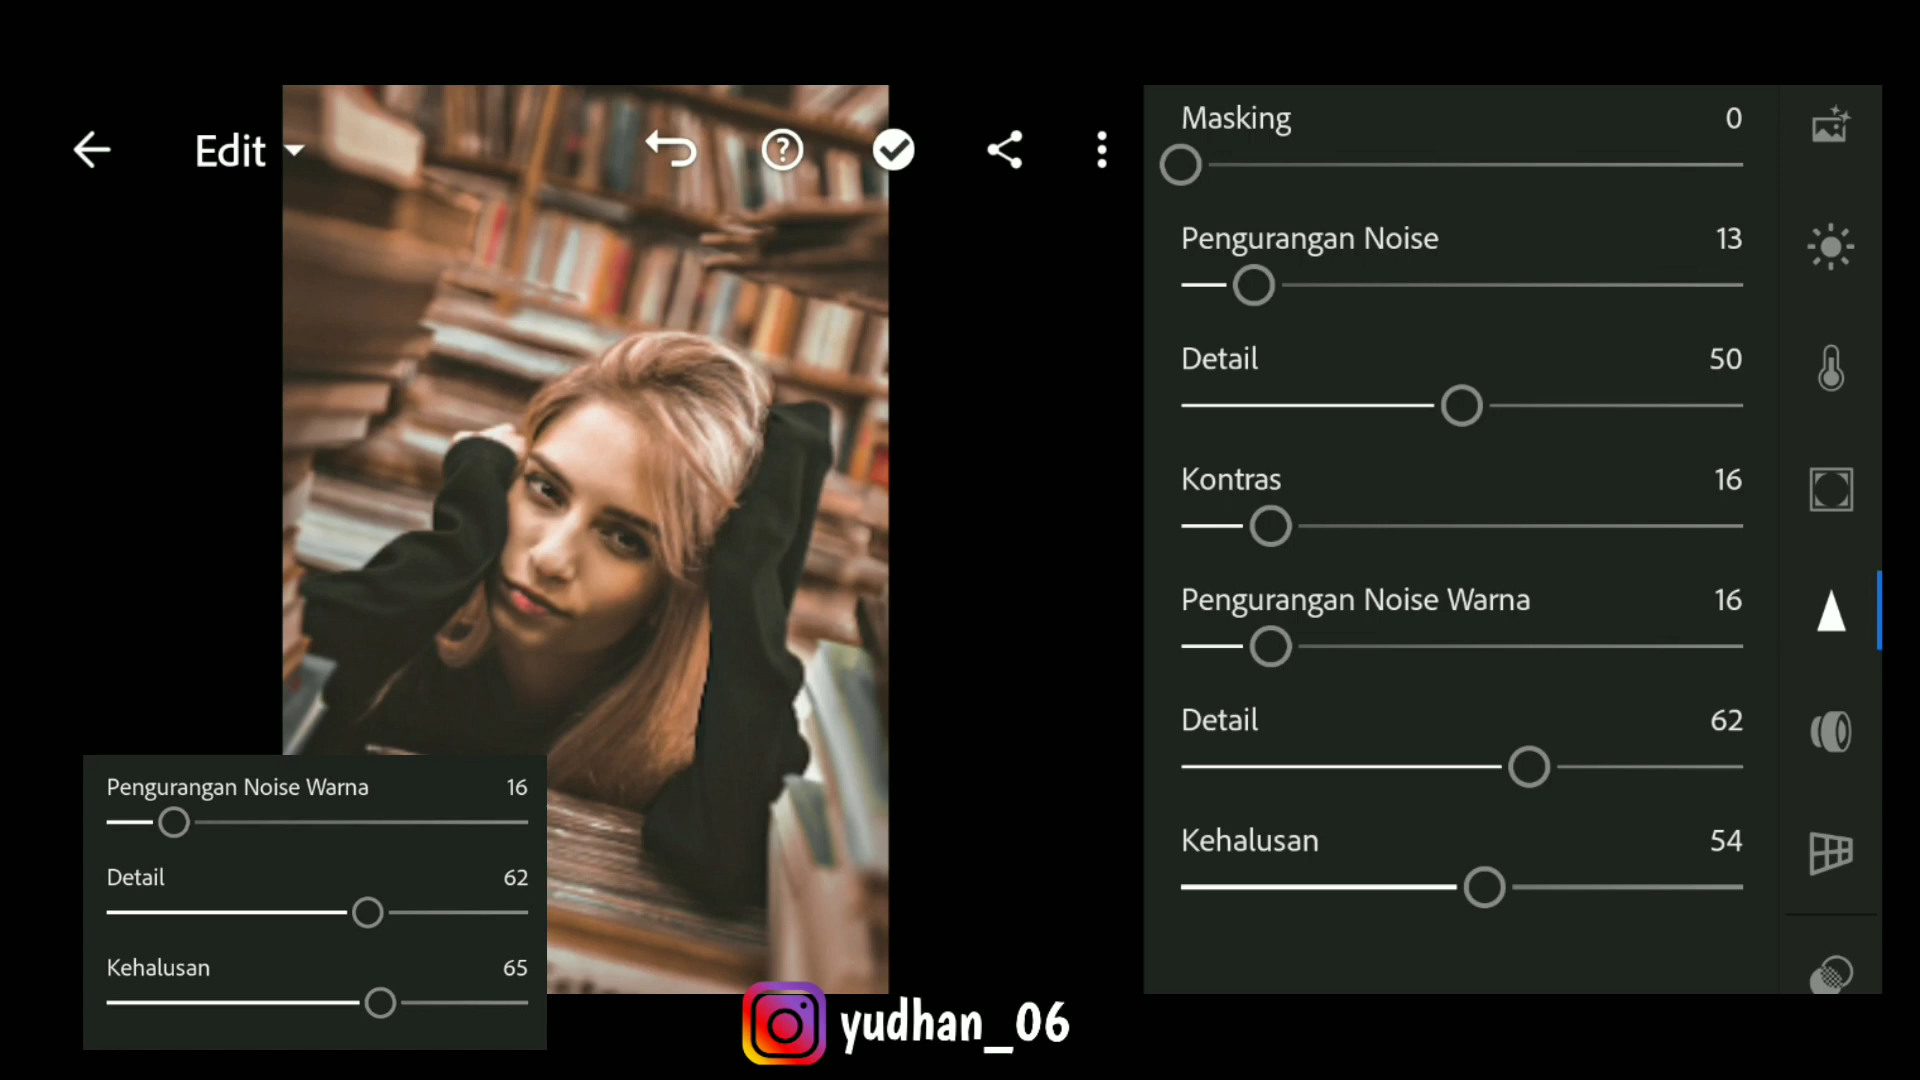 Edit
Masking 0
Pengurangan Noise 13
Detail 50
Kontras 16
Pengurangan Noise Warna 16
Detail 62
Kehalusan 54
Pengurangan Noise Warna 16
Detail 62
Kehalusan 65
yudhan_06